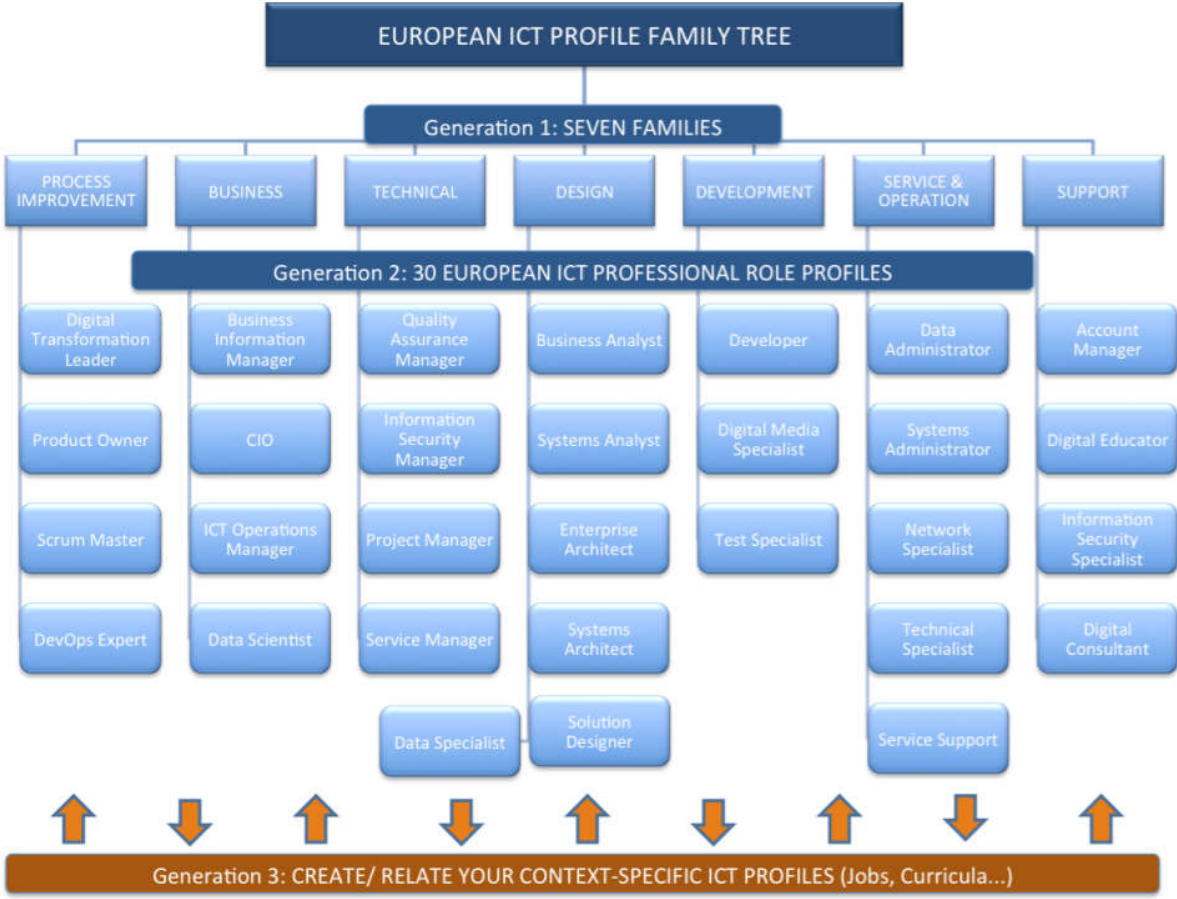 EUROPEAN ICT PROFILE FAMILY TREE
Generation 1: SEVEN FAMILIES
PROCESS
IMPROVEMENT
BUSINESS
TECHNICAL
DESIGN
DEVELOPMENT
SERVICE &
OPERATION
SUPPORT
Generation 2: 30 EUROPEAN ICT PROFESSIONAL ROLE PROFILES
Digital
Transformation
Leader
Product Owner
Scrum Master
DevOps Expert
Business
Information
Manager
CIO
ICT Operations
Manager
Data Scientist
Quality
Assurance
Manager
Information
Security
Manager
Project Manager
Service Manager
Business Analyst
Systems Analyst
Enterprise
Architect
Systems
Architect
Solution
Designer
Data Specialist
Developer
Digital Media
Specialist
Test Specialist
Data
Administrator
Systems
Administrator
Network
Specialist
Technical
Specialist
Service Support
Account
Manager
Digital Educator
Information
Security
Specialist
Digital
Consultant
Generation 3: CREATE/ RELATE YOUR CONTEXT-SPECIFIC ICT PROFILES (Jobs, Curricula...)